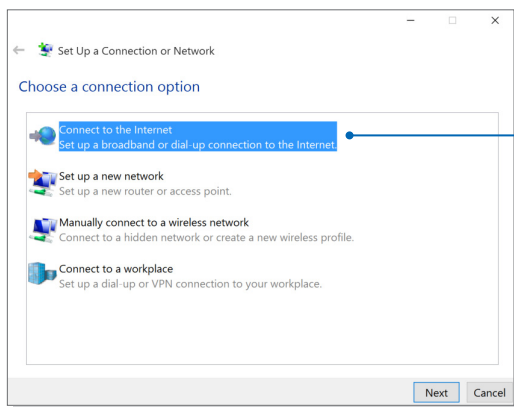 Set Up a Connection or Network
Choose a connection option
Connect to the Internet
Set up a broadband or dial-up connection to the Internet.
Set up a new network
Set up a new router or access point.
Manually connect to a wireless network
Connect to a hidden network or create a new wireless profile.
Connect to a workplace
Set up a dial-up or VPN connection to your workplace.
Next Cancel